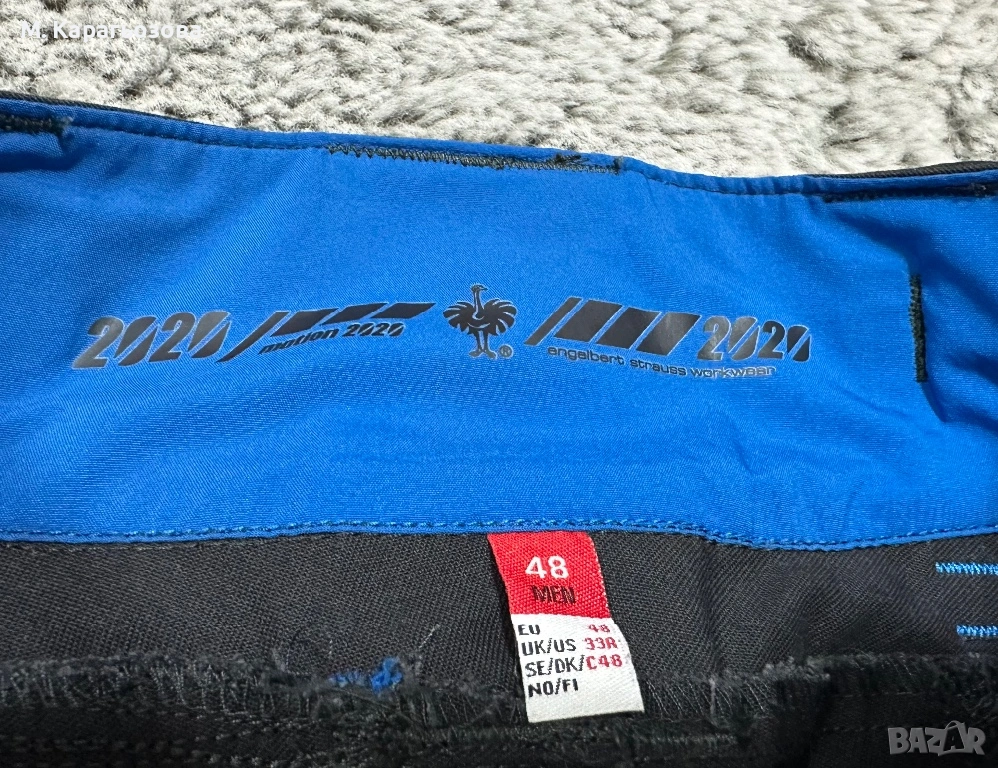 М. Карагьозова
2020 motion 2020
® 2020
engelbert strauss workwear
48
MEN
EU 48
UK/US 33R
SE/DK/ C48
NO/FI
BAZAR